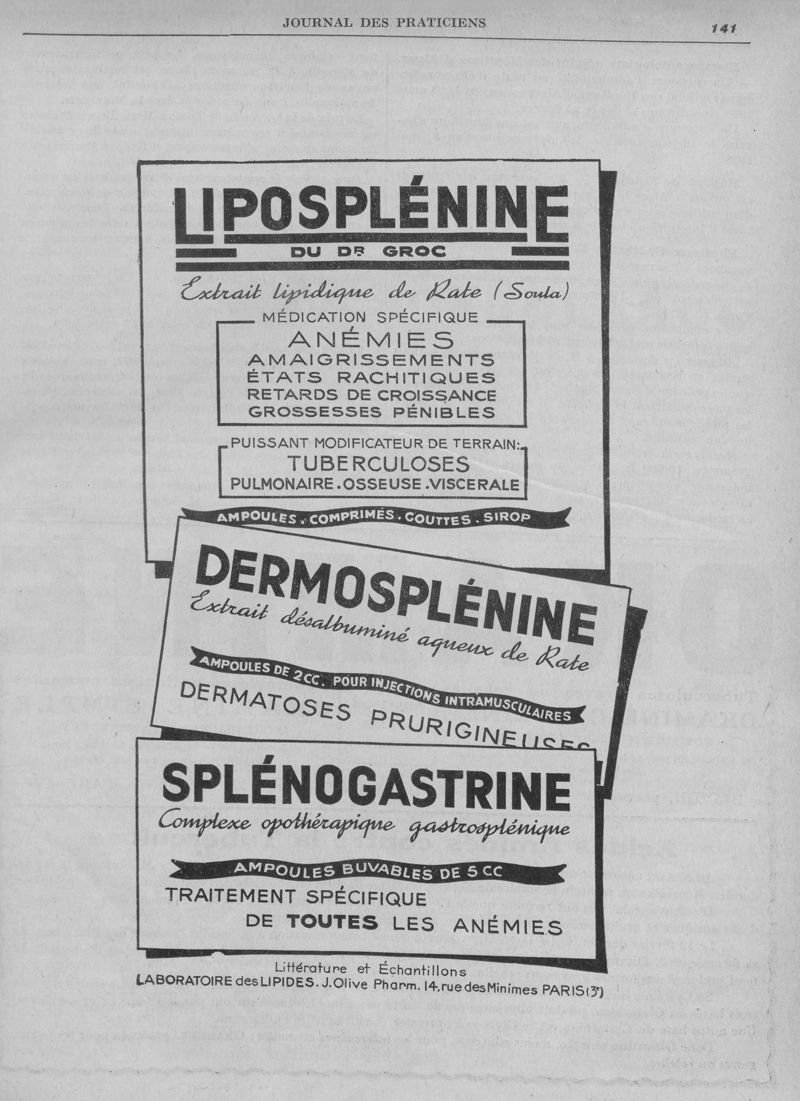 JOURNAL DES PRATICIENS
141
LIPOSPLÉNINE
DU DR GROC
Extrait lipidique de Rate (Soula)
MÉDICATION SPÉCIFIQUE
ANÉMIES
AMAIGRISSEMENTS
ÉTATS RACHITIQUES
RETARDS DE CROISSANCE
GROSSESSES PÉNIBLES
PUISSANT MODIFICATEUR DE TERRAIN:
TUBERCULOSES
PULMONAIRE.OSSEUSE.VISCERALE
AMPOULES.COMPRIMÉS.GOUTTES.SIROP
DERMOSPLÉNINE
Extrait désalbuminé aqueux de Rate
AMPOULES DE 2CC. POUR INJECTIONS INTRAMUSCULAIRES
DERMATOSES PRURIGINEUSES
SPLÉNOGASTRINE
Complexe opothérapique gastrosplénique
AMPOULES BUVABLES DE 5 CC
TRAITEMENT SPÉCIFIQUE
DE TOUTES LES ANÉMIES
Littérature et Échantillons
LABORATOIRE des LIPIDES. J.Olive Pharm. 14, rue des Minimes PARIS (3e)